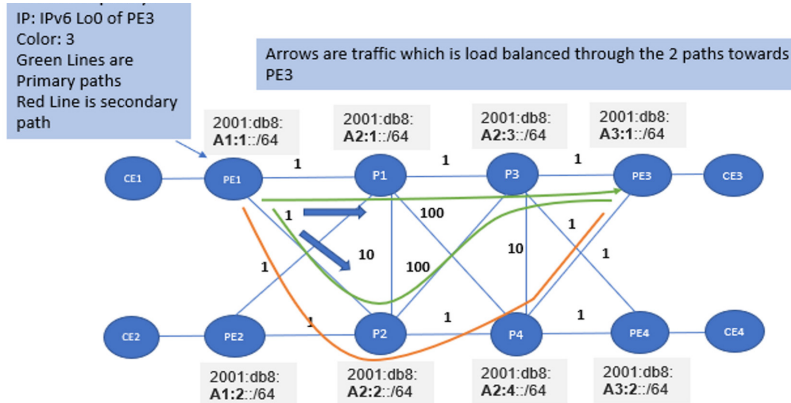 IP: IPv6 Lo0 of PE3
Color: 3
Green Lines are
Primary paths
Red Line is secondary
path
Arrows are traffic which is load balanced through the 2 paths towards
PE3
2001:db8:
A1:1::/64
2001:db8:
A2:1::/64
2001:db8:
A2:3::/64
2001:db8:
A3:1::/64
1
1
1
CE1
PE1
P1
P3
PE3
CE3
1
100
1
10
10
1
1
100
1
1
1
CE2
PE2
P2
P4
PE4
CE4
2001:db8:
A1:2::/64
2001:db8:
A2:2::/64
2001:db8:
A2:4::/64
2001:db8:
A3:2::/64